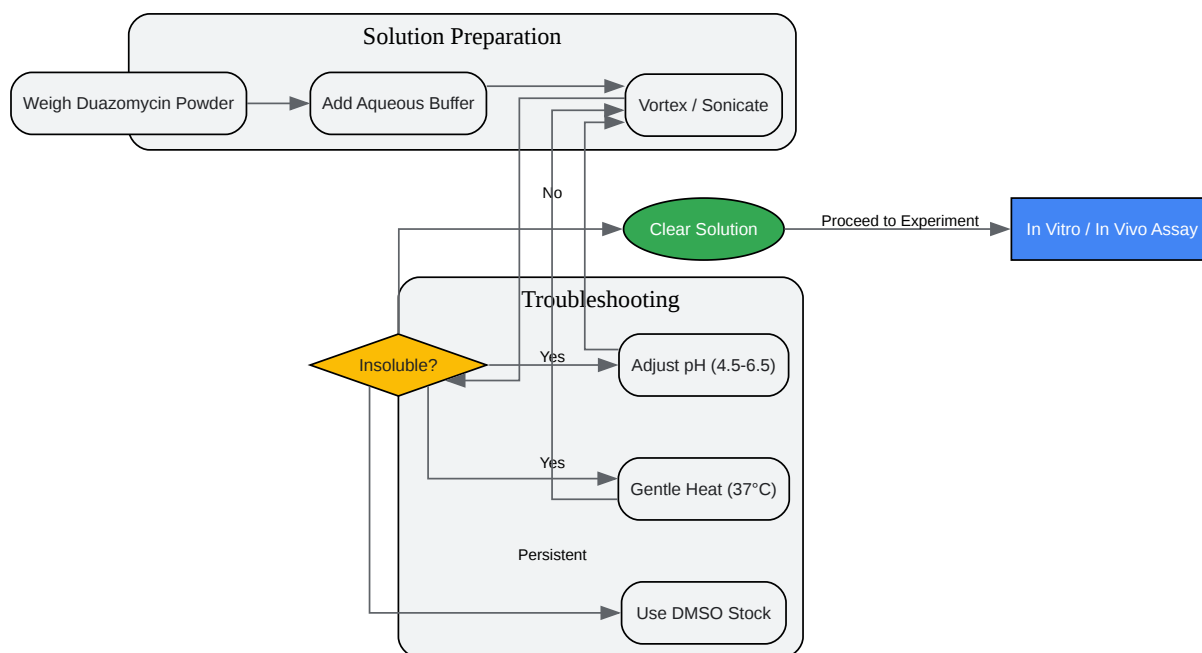 Solution Preparation
Weigh Duazomycin Powder
Add Aqueous Buffer
Vortex / Sonicate
No
Clear Solution
Proceed to Experiment
In Vitro / In Vivo Assay
Troubleshooting
Insoluble?
Yes
Adjust pH (4.5-6.5)
Yes
Gentle Heat (37°C)
Persistent
Use DMSO Stock